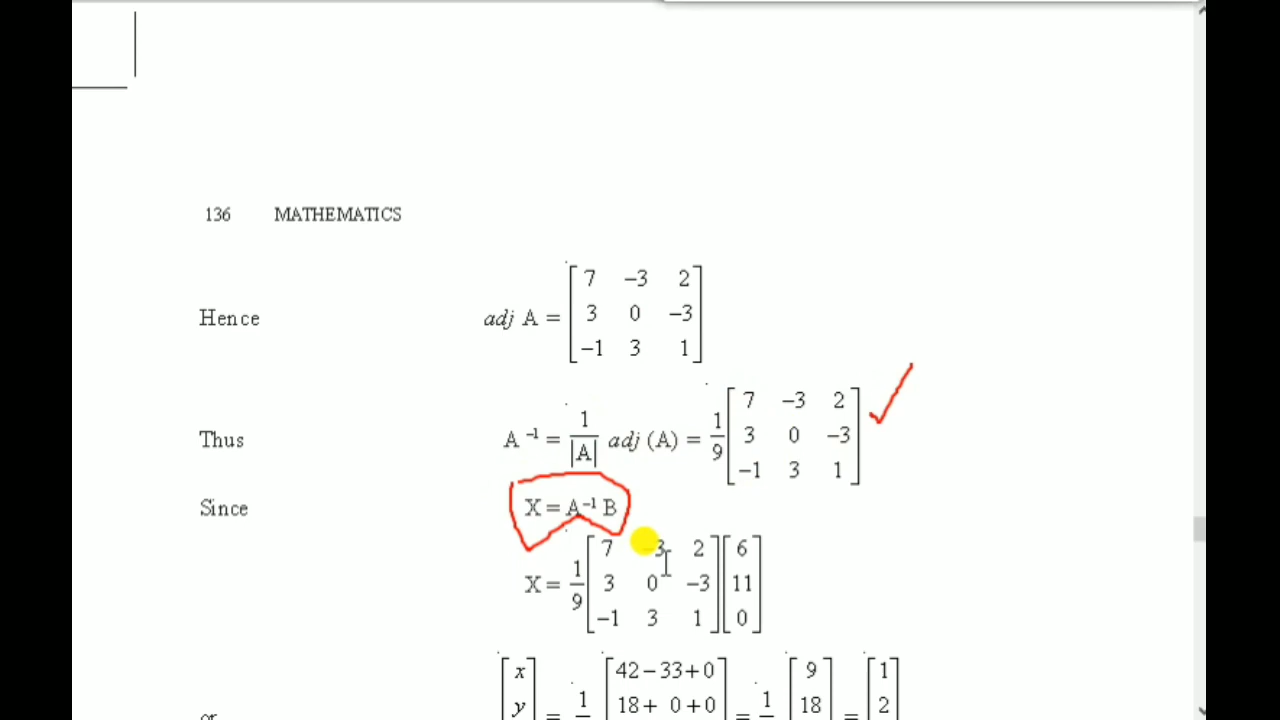 136 MATHEMATICS
Hence adj A = [7 −3 2
3 0 −3
−1 3 1]
Thus A⁻¹ = 1/|A| adj (A) = 1/9 [7 −3 2
3 0 −3
−1 3 1]
Since X = A⁻¹ B
X = 1/9 [7 −3 2
3 0 −3
−1 3 1] [6
11
0]
[x
y = 1 [42 − 33 + 0
18 + 0 + 0 = 1 [9
18 = [1
2